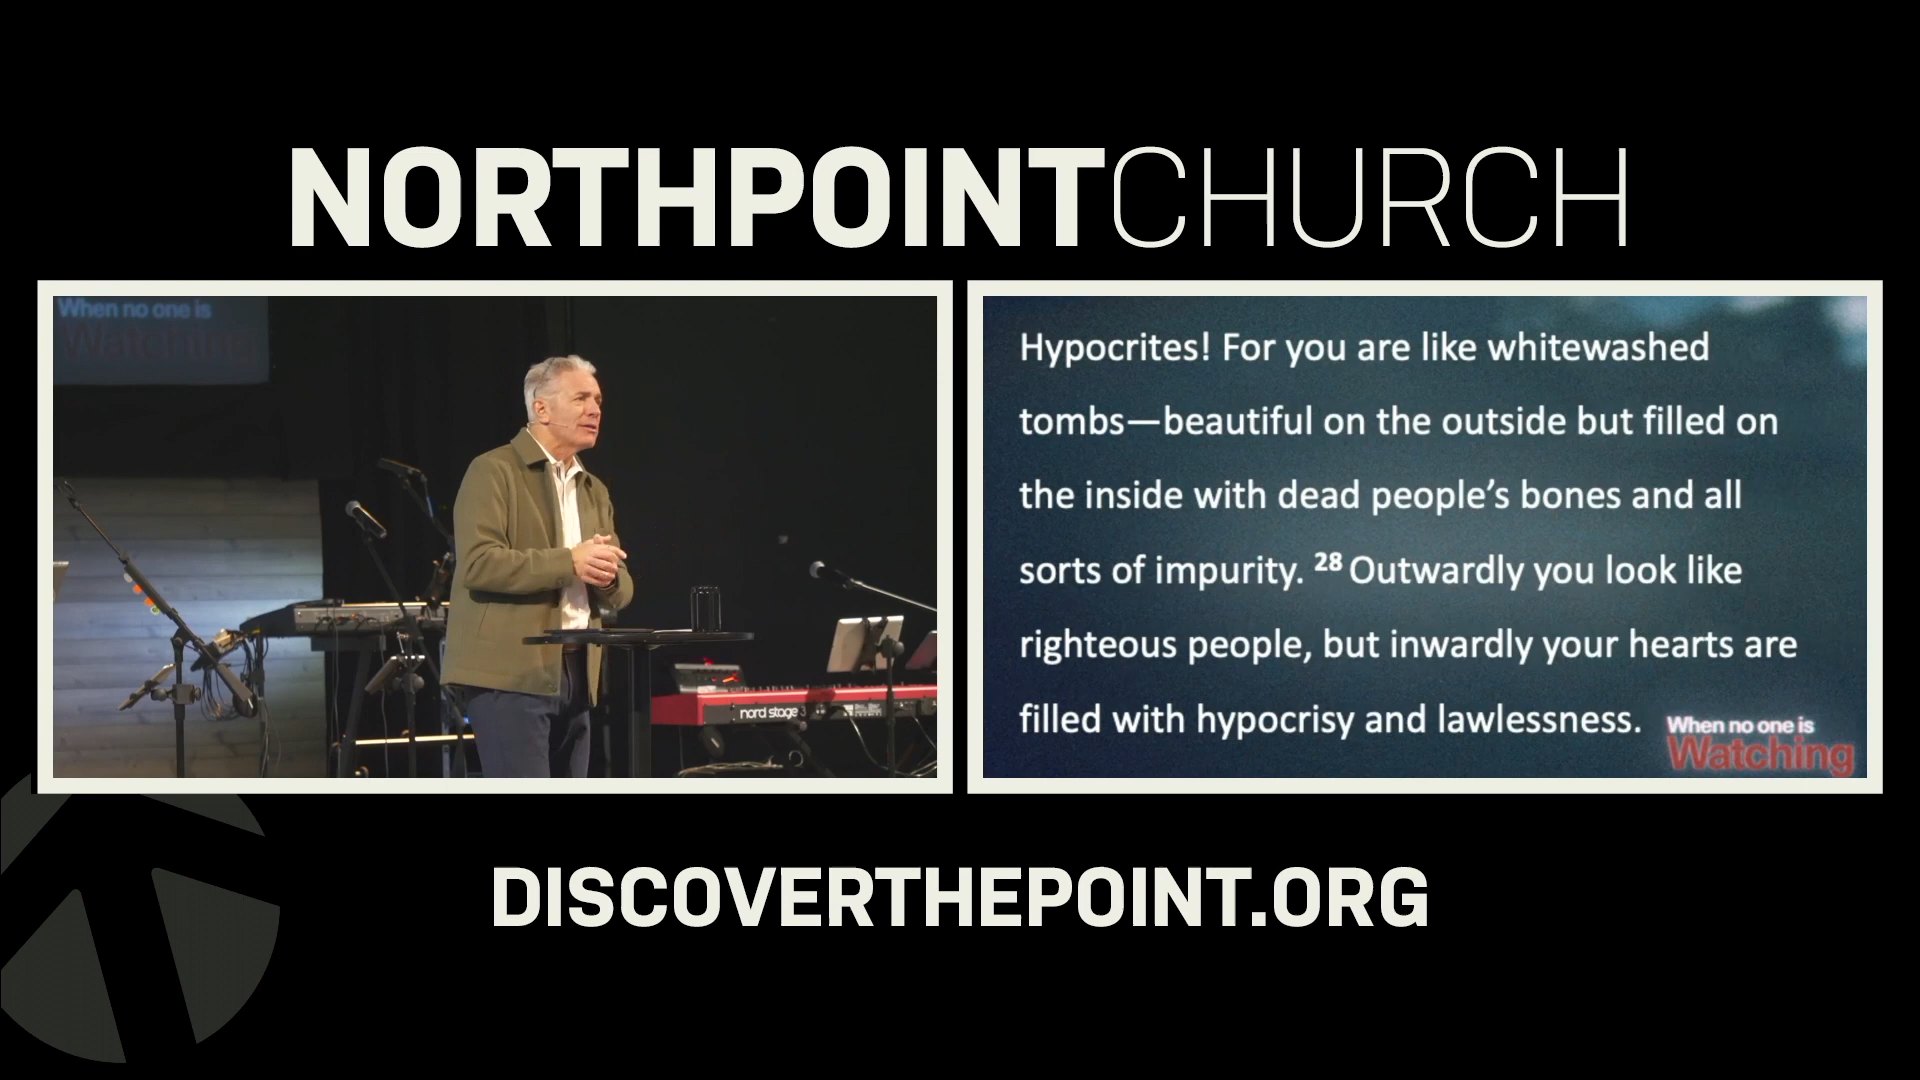 NORTHPOINTCHURCH
When no one is
Watching
nord stage 3
Hypocrites! For you are like whitewashed
tombs—beautiful on the outside but filled on
the inside with dead people’s bones and all
sorts of impurity. 28 Outwardly you look like
righteous people, but inwardly your hearts are
filled with hypocrisy and lawlessness.
When no one is
Watching
DISCOVERTHEPOINT.ORG